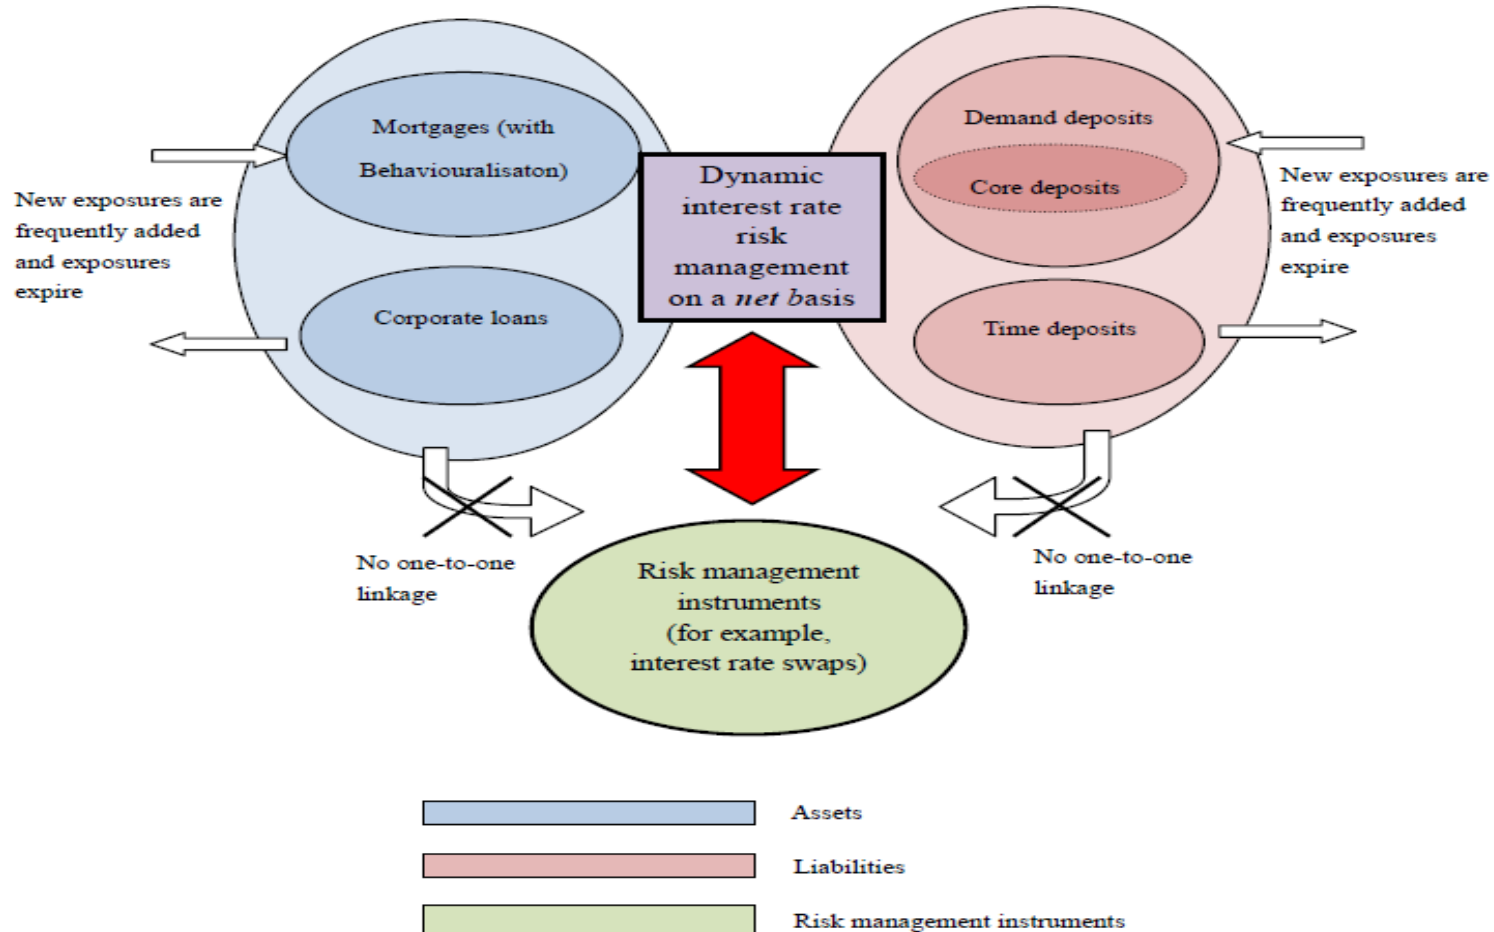 Mortgages (with
Behaviouralisaton)
Corporate loans
New exposures are
frequently added
and exposures
expire
Dynamic
interest rate
risk
management
on a net basis
Demand deposits
Core deposits
Time deposits
New exposures are
frequently added
and exposures
expire
No one-to-one
linkage
No one-to-one
linkage
Risk management
instruments
(for example,
interest rate swaps)
Assets
Liabilities
Risk management instruments